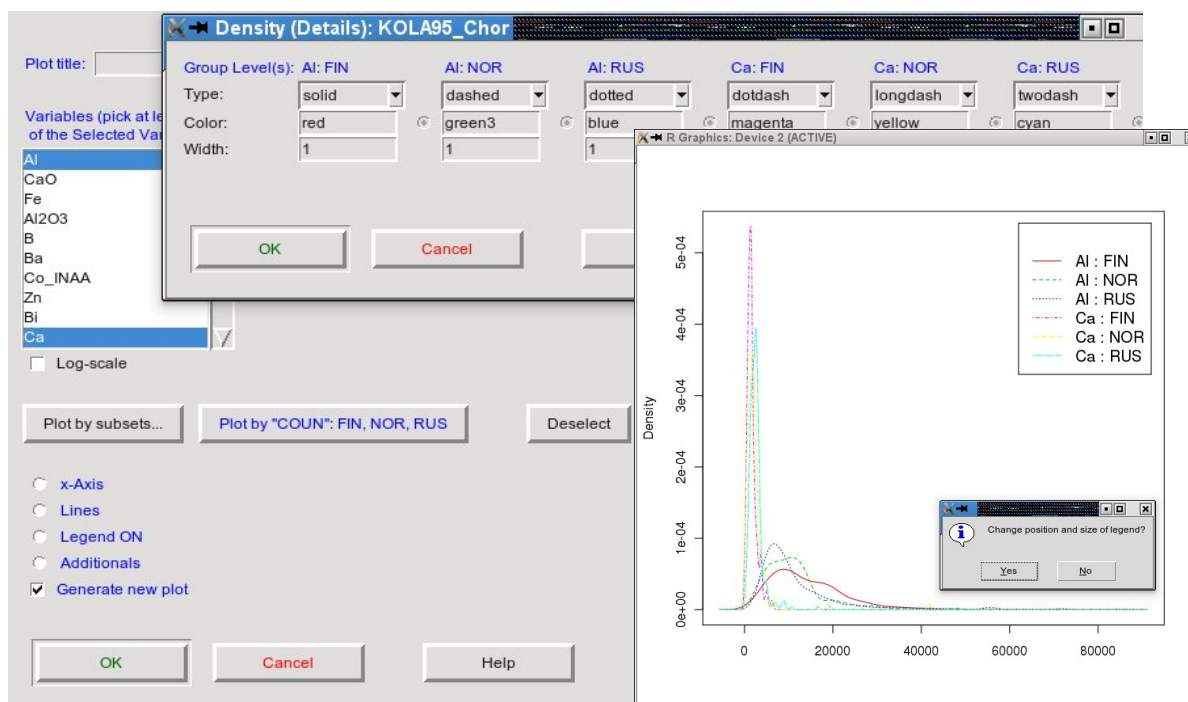 Density (Details): KOLA95_Chor
Plot title:
Group Level(s): Al: FIN Al: NOR Al: RUS Ca: FIN Ca: NOR Ca: RUS
Type: solid dashed dotted dotdash longdash twodash
Color: red green3 blue magenta yellow cyan
Width: 1 1 1
OK Cancel
Variables (pick at
of the Selected
Al
CaO
Fe
Al2O3
B
Ba
Co_INAA
Zn
Bi
Ca
Log-scale
Plot by subsets... Plot by "COUN": FIN, NOR, RUS Deselect
x-Axis
Lines
Legend ON
Additionals
Generate new plot
OK Cancel Help
R Graphics: Device 2 (ACTIVE)
Al : FIN
Al : NOR
Al : RUS
Ca : FIN
Ca : NOR
Ca : RUS
Density
5e-04
4e-04
3e-04
2e-04
1e-04
0e+00
0 20000 40000 60000 80000
Change position and size of legend?
Yes No